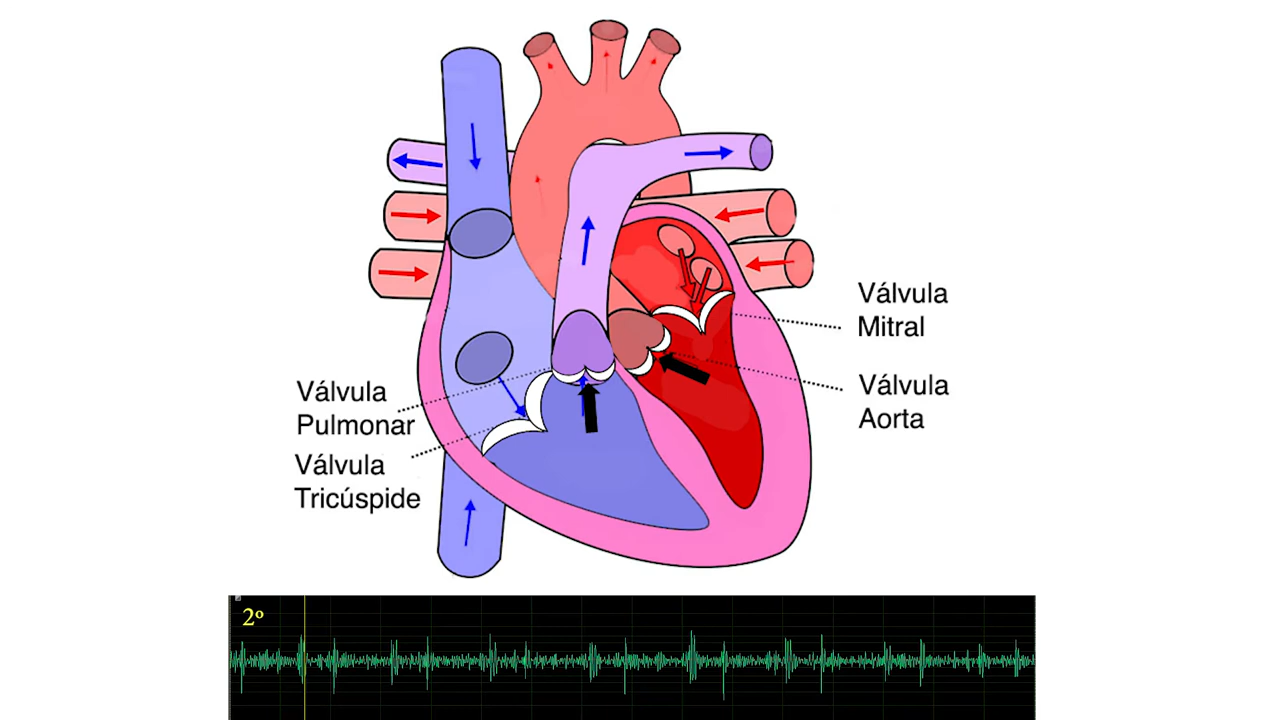 Válvula
Mitral
Válvula
Aorta
Válvula
Pulmonar
Válvula
Tricúspide
2º